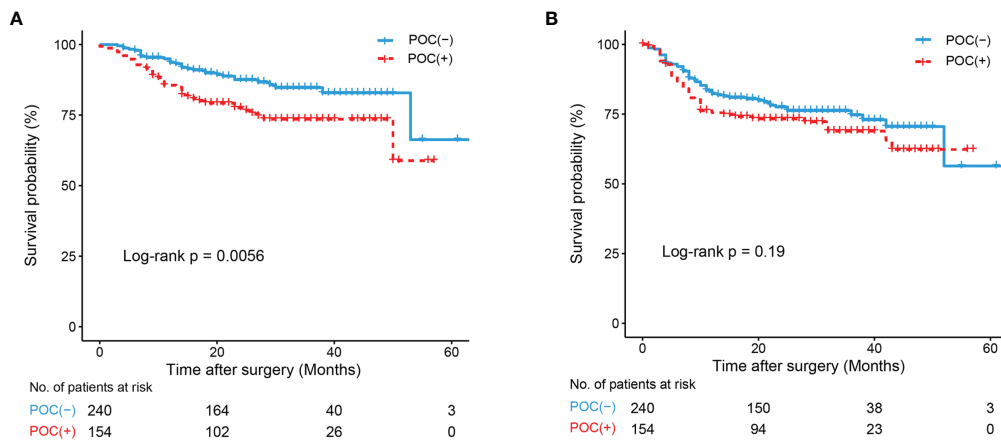 A
POC(−)
POC(+)
Survival probability (%)
100
75
50
25
0
Log-rank p = 0.0056
0 20 40 60
Time after surgery (Months)
No. of patients at risk
POC(−) 240 164 40 3
POC(+) 154 102 26 0
B
POC(−)
POC(+)
Survival probability (%)
100
75
50
25
0
Log-rank p = 0.19
0 20 40 60
Time after surgery (Months)
No. of patients at risk
POC(−) 240 150 38 3
POC(+) 154 94 23 0